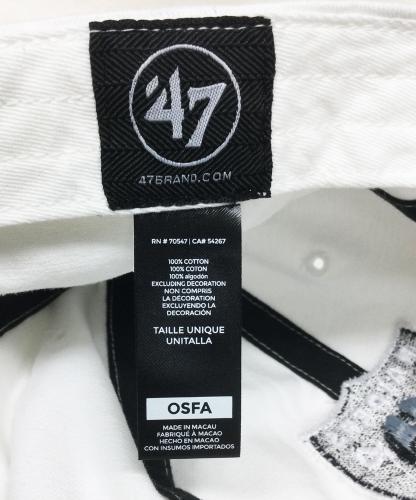 '47
47BRAND.COM
RN # 70547 | CA# 54267
100% COTTON
100% COTON
100% algodón
EXCLUDING DECORATION
NON COMPRIS
LA DÉCORATION
EXCLUYENDO LA
DECORACIÓN
TAILLE UNIQUE
UNITALLA
OSFA
MADE IN MACAU
FABRIQUÉ À MACAO
HECHO EN MACAO
CON INSUMOS IMPORTADOS